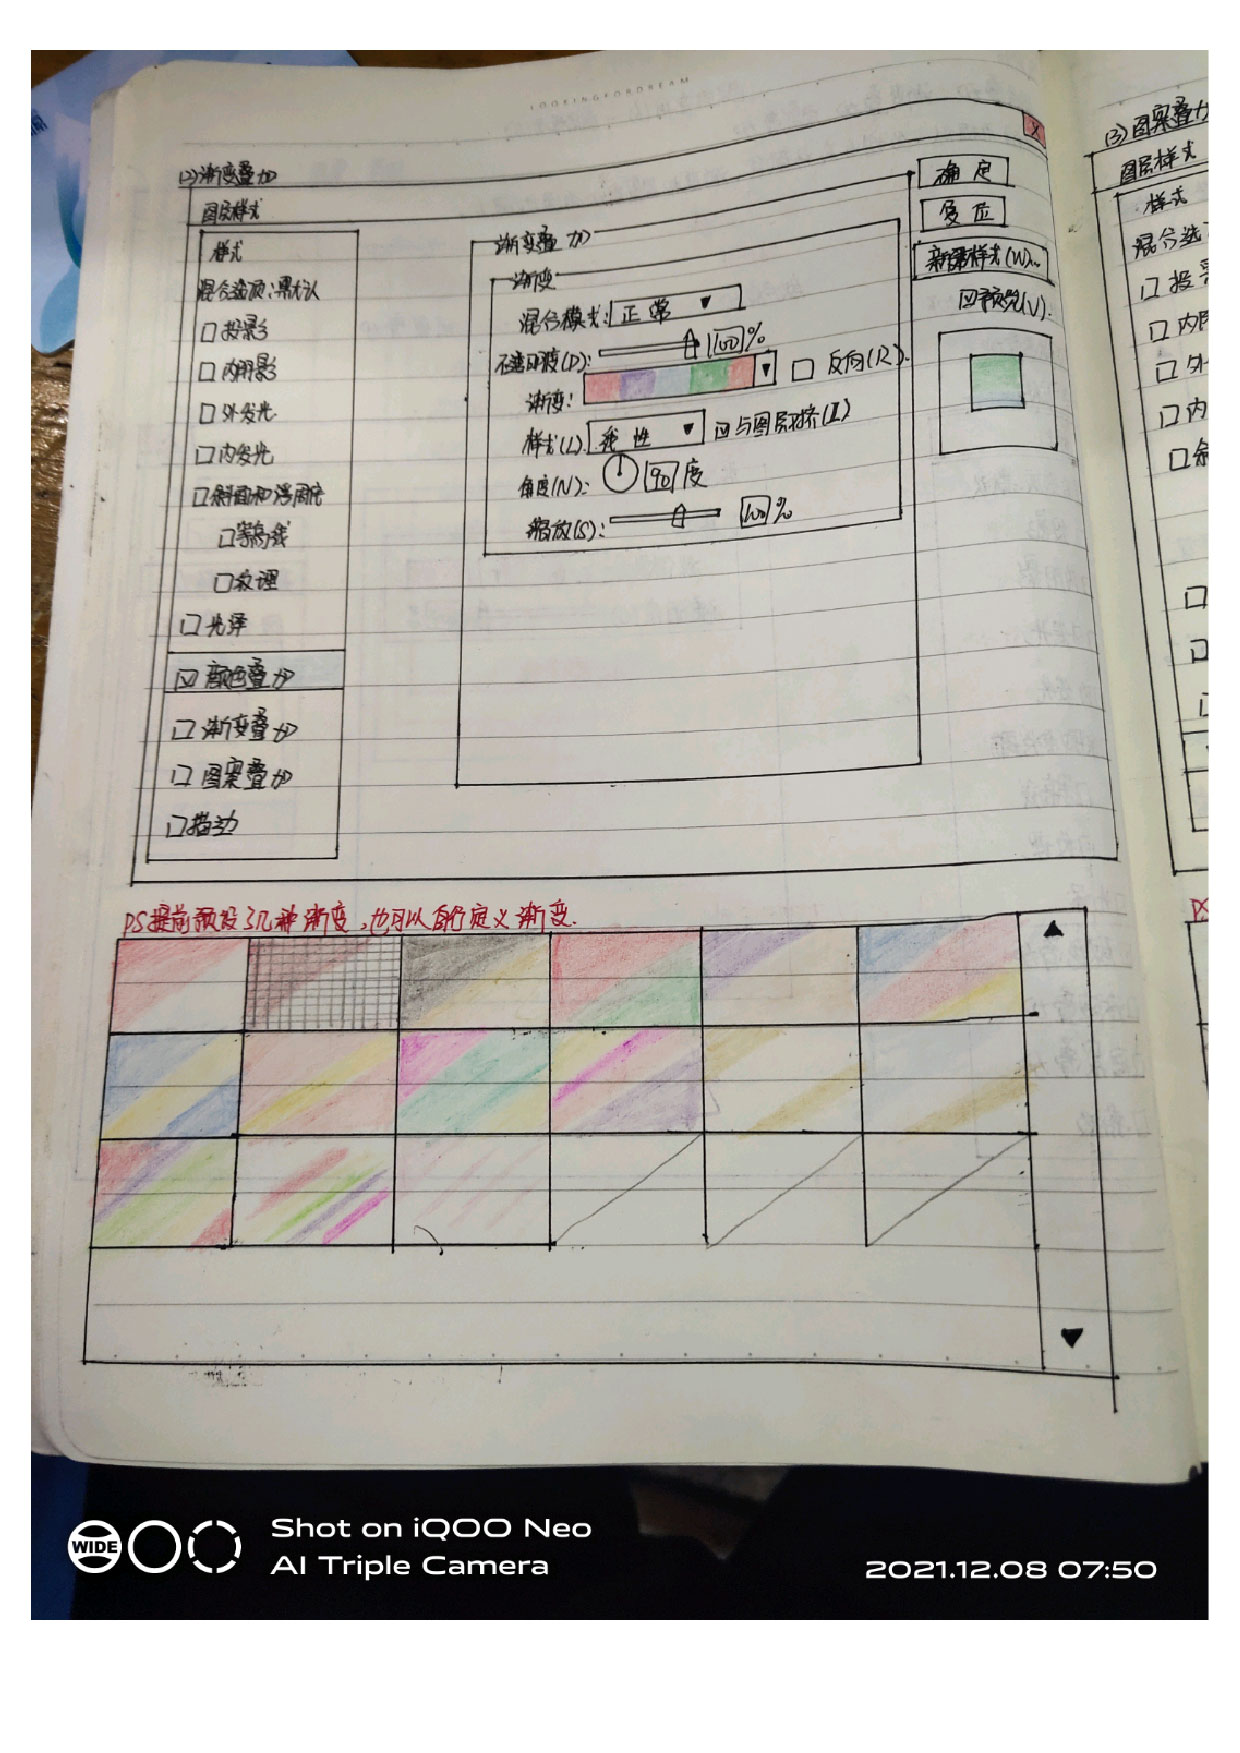 LOOKING FOR DREAM
(2)渐变叠加
图层样式
X
样式
混合选项:默认
投影
内阴影
外发光
内发光
斜面和浮雕
等高线
纹理
光泽
颜色叠加
渐变叠加
图案叠加
描边
渐变叠加
渐变
混合模式: 正常
不透明度(P): 100 %
渐变: 反向(R).
样式(L): 线性 与图层对齐(I)
角度(N): 90 度
缩放(S): 100 %
确定
复位
新建样式(W)...
预览(V).
PS提前预设了几种渐变,也可以自行定义渐变.
(3)图案叠加
图层样式
样式
混合选
投影
内阴
外
内
斜
PS
WIDE
Shot on iQOO Neo
AI Triple Camera
2021.12.08 07:50